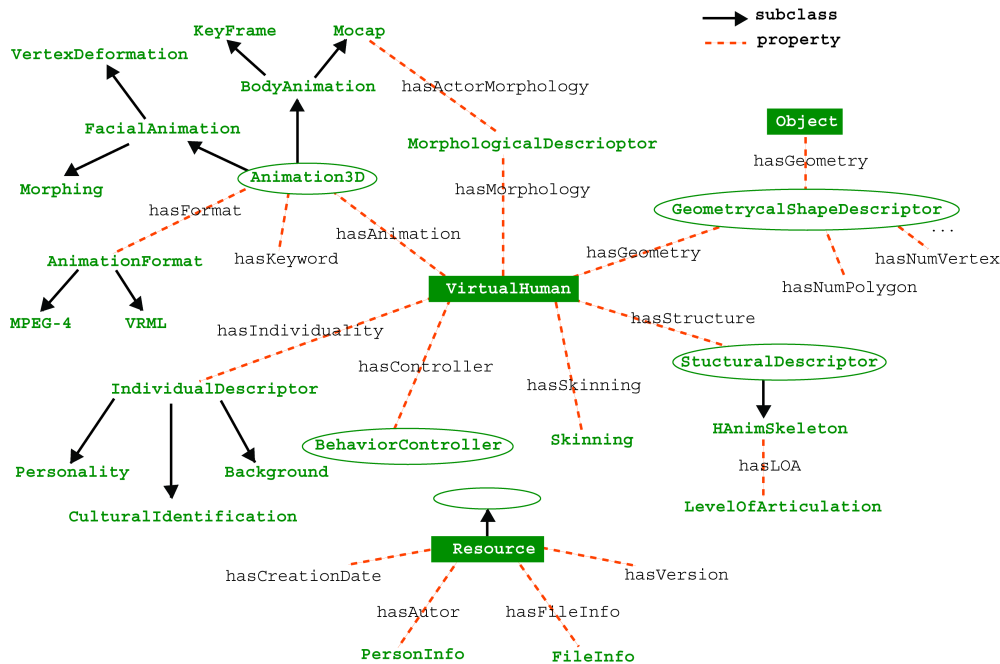 subclass
KeyFrame
Mocap
property
VertexDeformation
BodyAnimation
hasActorMorphology
Object
FacialAnimation
MorphologicalDescrioptor
hasGeometry
Animation3D
Morphing
hasMorphology
hasFormat
GeometrycalShapeDescriptor
...
hasAnimation
hasKeyword
hasGeometry
hasNumVertex
AnimationFormat
hasNumPolygon
VirtualHuman
MPEG-4
VRML
hasIndividuality
hasStructure
hasController
StucturalDescriptor
hasSkinning
IndividualDescriptor
HAnimSkeleton
BehaviorController
Skinning
Personality
Background
hasLOA
CulturalIdentification
LevelOfArticulation
Resource
hasCreationDate
hasVersion
hasAutor
hasFileInfo
PersonInfo
FileInfo